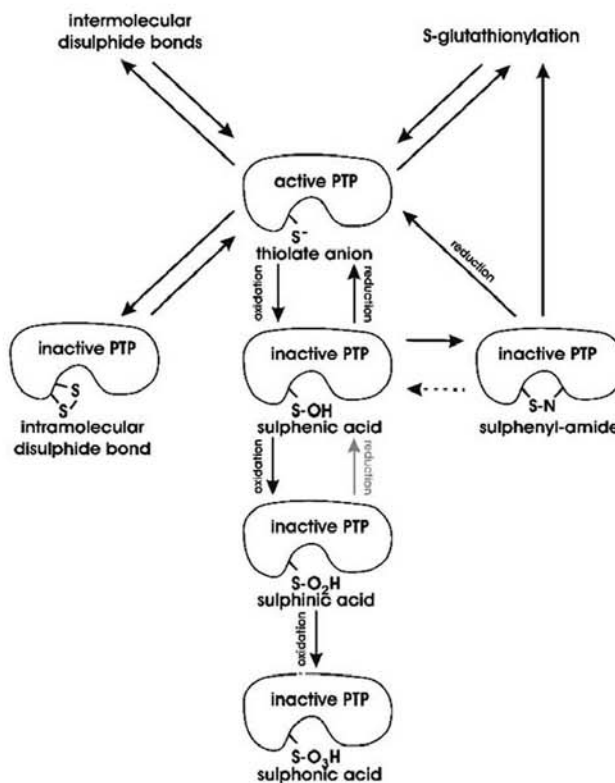 intermolecular
disulphide bonds
S-glutathionylation
active PTP
S-
thiolate anion
reduction
oxidation
reduction
inactive PTP
S
S
intramolecular
disulphide bond
inactive PTP
S-OH
sulphenic acid
inactive PTP
S-N
sulphenyl-amide
oxidation
reduction
inactive PTP
S-O2H
sulphinic acid
oxidation
inactive PTP
S-O3H
sulphonic acid